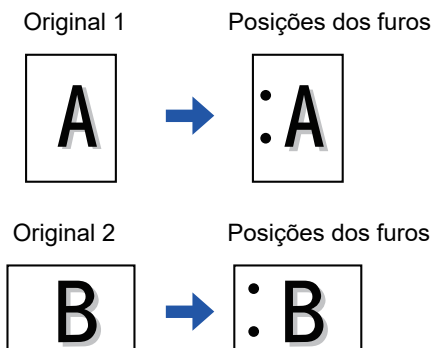 Original 1 Posições dos furos
A A
Original 2 Posições dos furos
B B